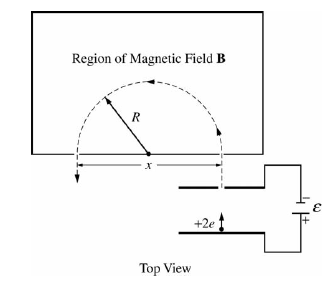 Region of Magnetic Field B
R
x
ε
+2e
−
+
Top View